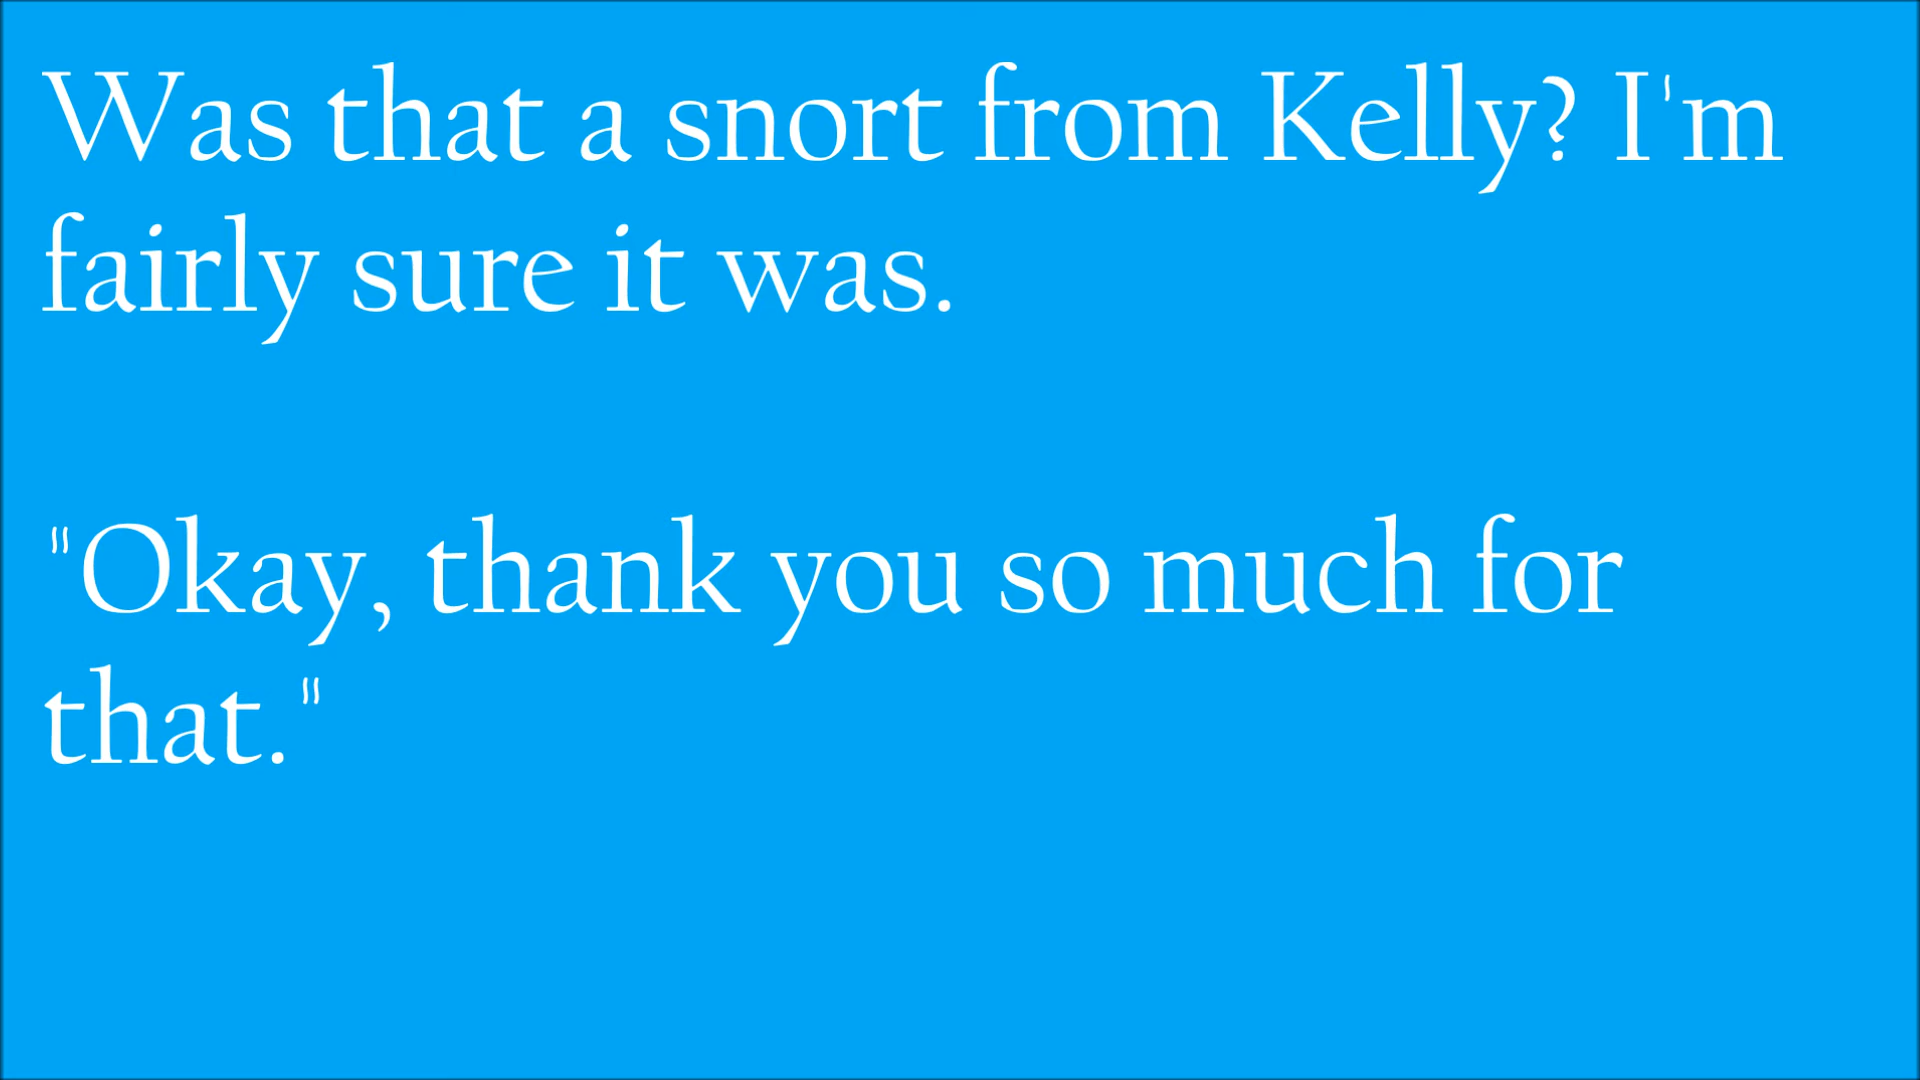 Was that a snort from Kelly? I'm
fairly sure it was.
"Okay, thank you so much for
that."